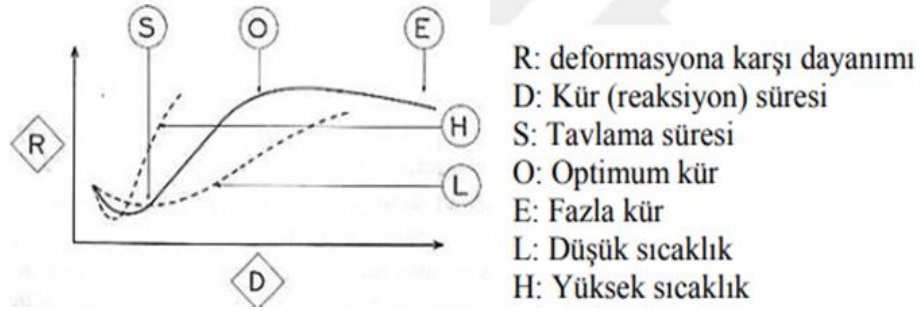 S O E
R
H
L
D
R: deformasyona karşı dayanımı
D: Kür (reaksiyon) süresi
S: Tavlama süresi
O: Optimum kür
E: Fazla kür
L: Düşük sıcaklık
H: Yüksek sıcaklık